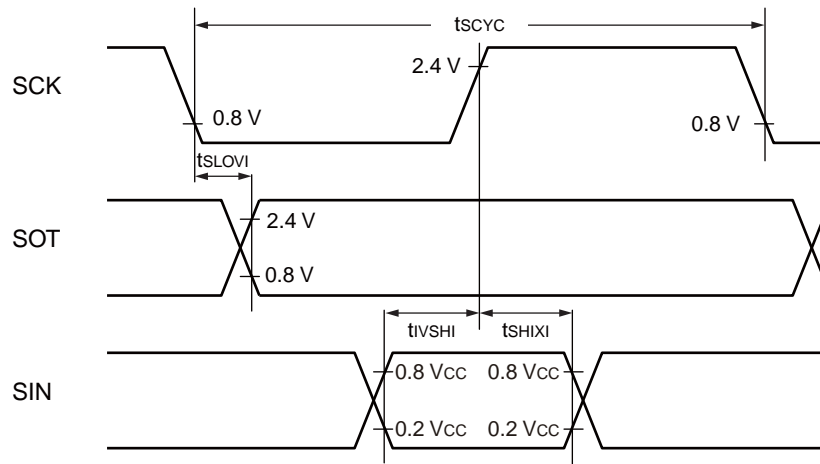 tSCYC
SCK
2.4 V
0.8 V
0.8 V
tSLOVI
SOT
2.4 V
0.8 V
tIVSHI
tSHIXI
SIN
0.8 VCC
0.8 VCC
0.2 VCC
0.2 VCC